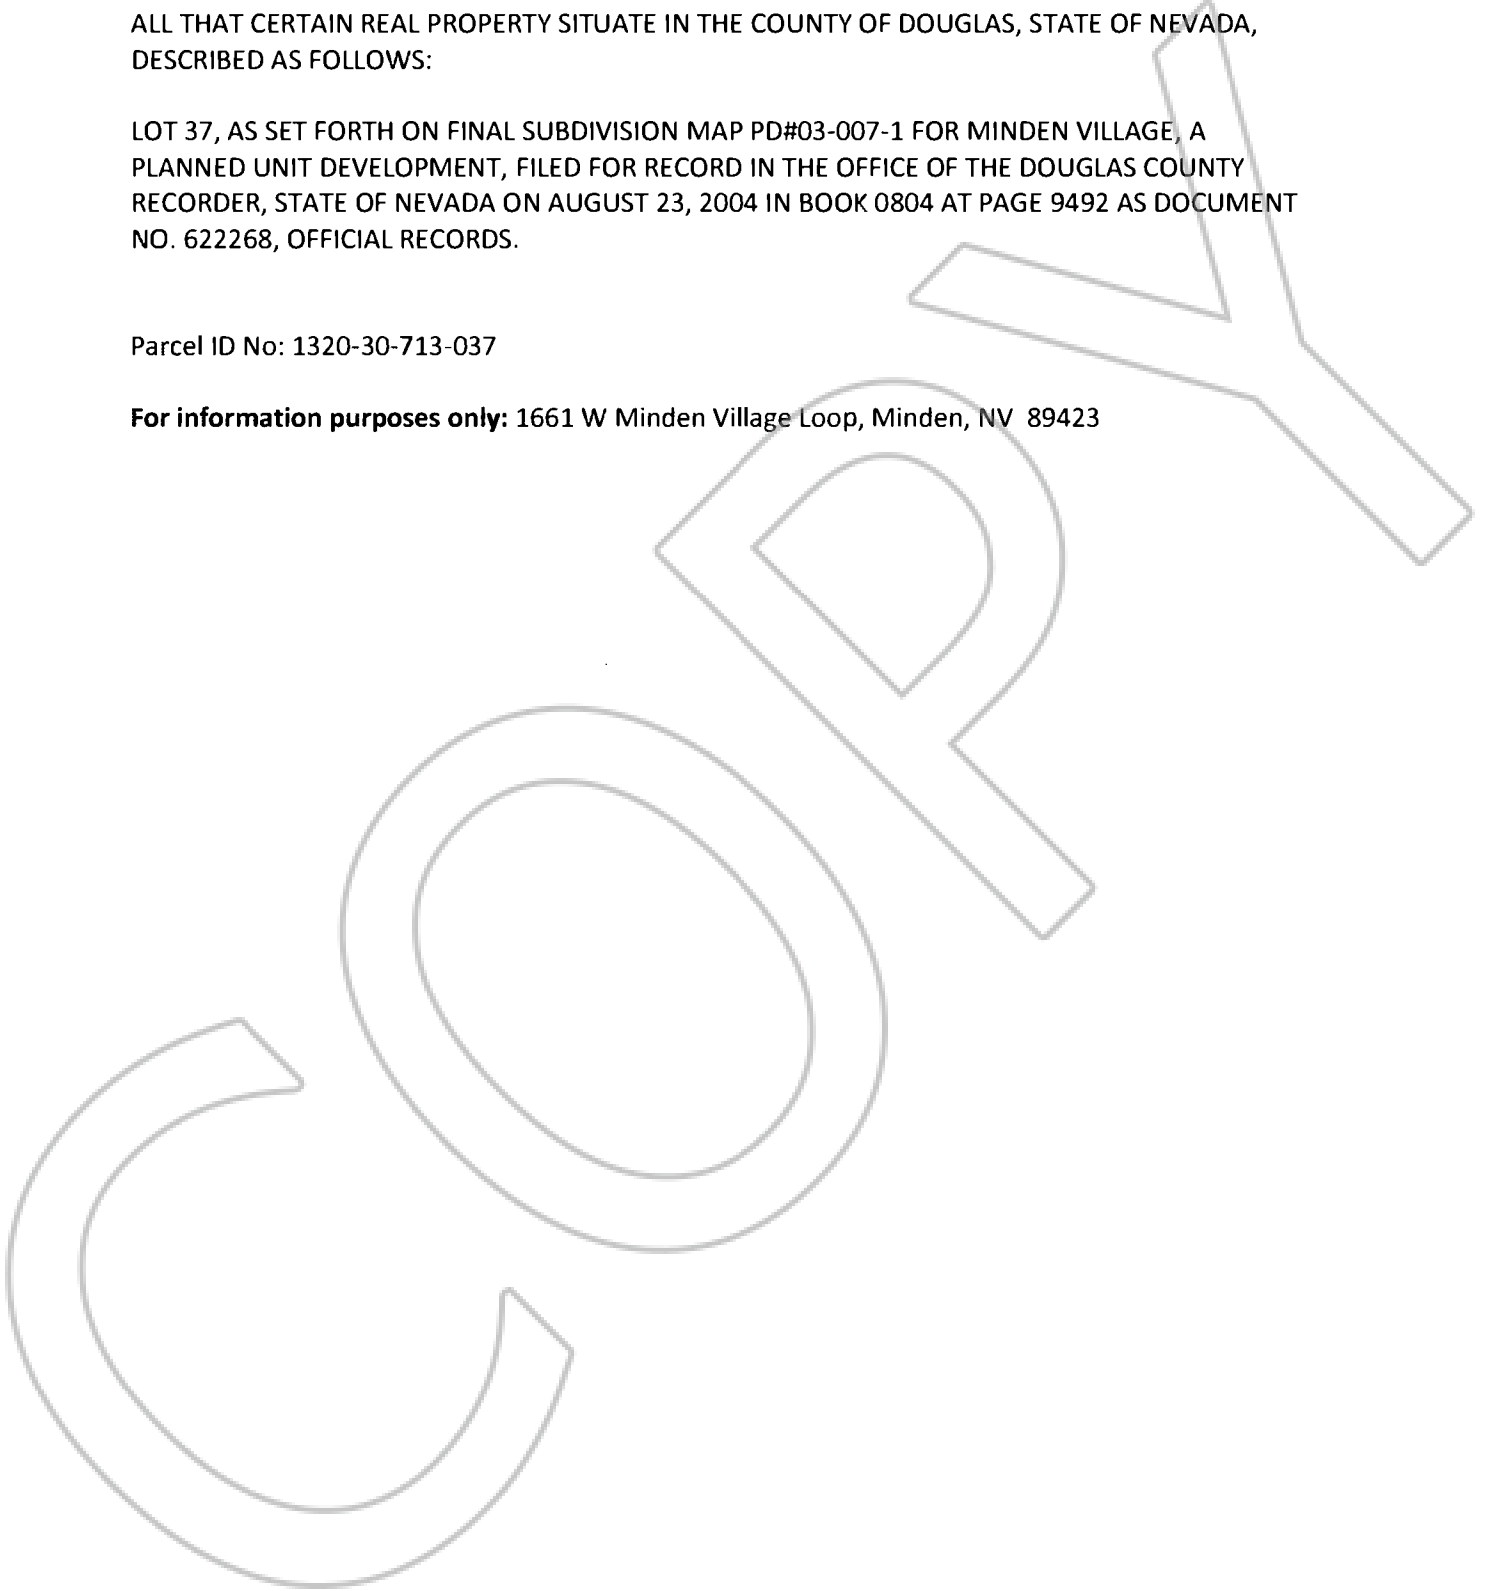 ALL THAT CERTAIN REAL PROPERTY SITUATE IN THE COUNTY OF DOUGLAS, STATE OF NEVADA,
DESCRIBED AS FOLLOWS:
LOT 37, AS SET FORTH ON FINAL SUBDIVISION MAP PD#03-007-1 FOR MINDEN VILLAGE, A
PLANNED UNIT DEVELOPMENT, FILED FOR RECORD IN THE OFFICE OF THE DOUGLAS COUNTY
RECORDER, STATE OF NEVADA ON AUGUST 23, 2004 IN BOOK 0804 AT PAGE 9492 AS DOCUMENT
NO. 622268, OFFICIAL RECORDS.
Parcel ID No: 1320-30-713-037
For information purposes only: 1661 W Minden Village Loop, Minden, NV  89423
COPY